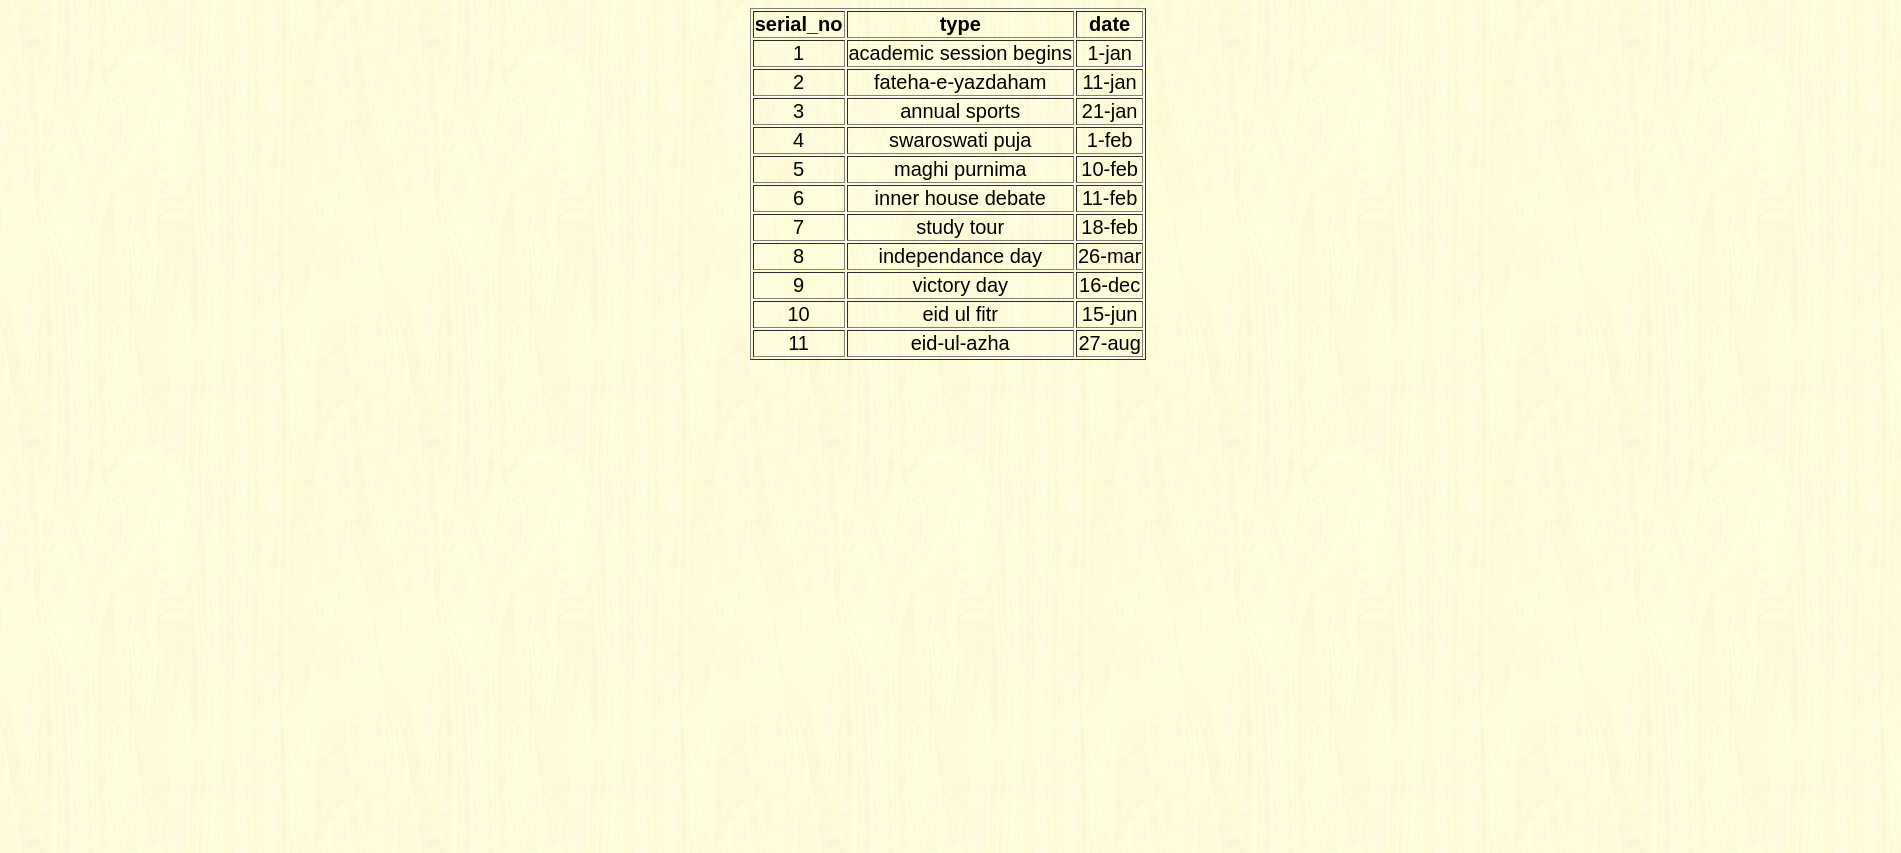 serial_no type date
1 academic session begins 1-jan
2 fateha-e-yazdaham 11-jan
3 annual sports 21-jan
4 swaroswati puja 1-feb
5 maghi purnima 10-feb
6 inner house debate 11-feb
7 study tour 18-feb
8 independance day 26-mar
9 victory day 16-dec
10 eid ul fitr 15-jun
11 eid-ul-azha 27-aug